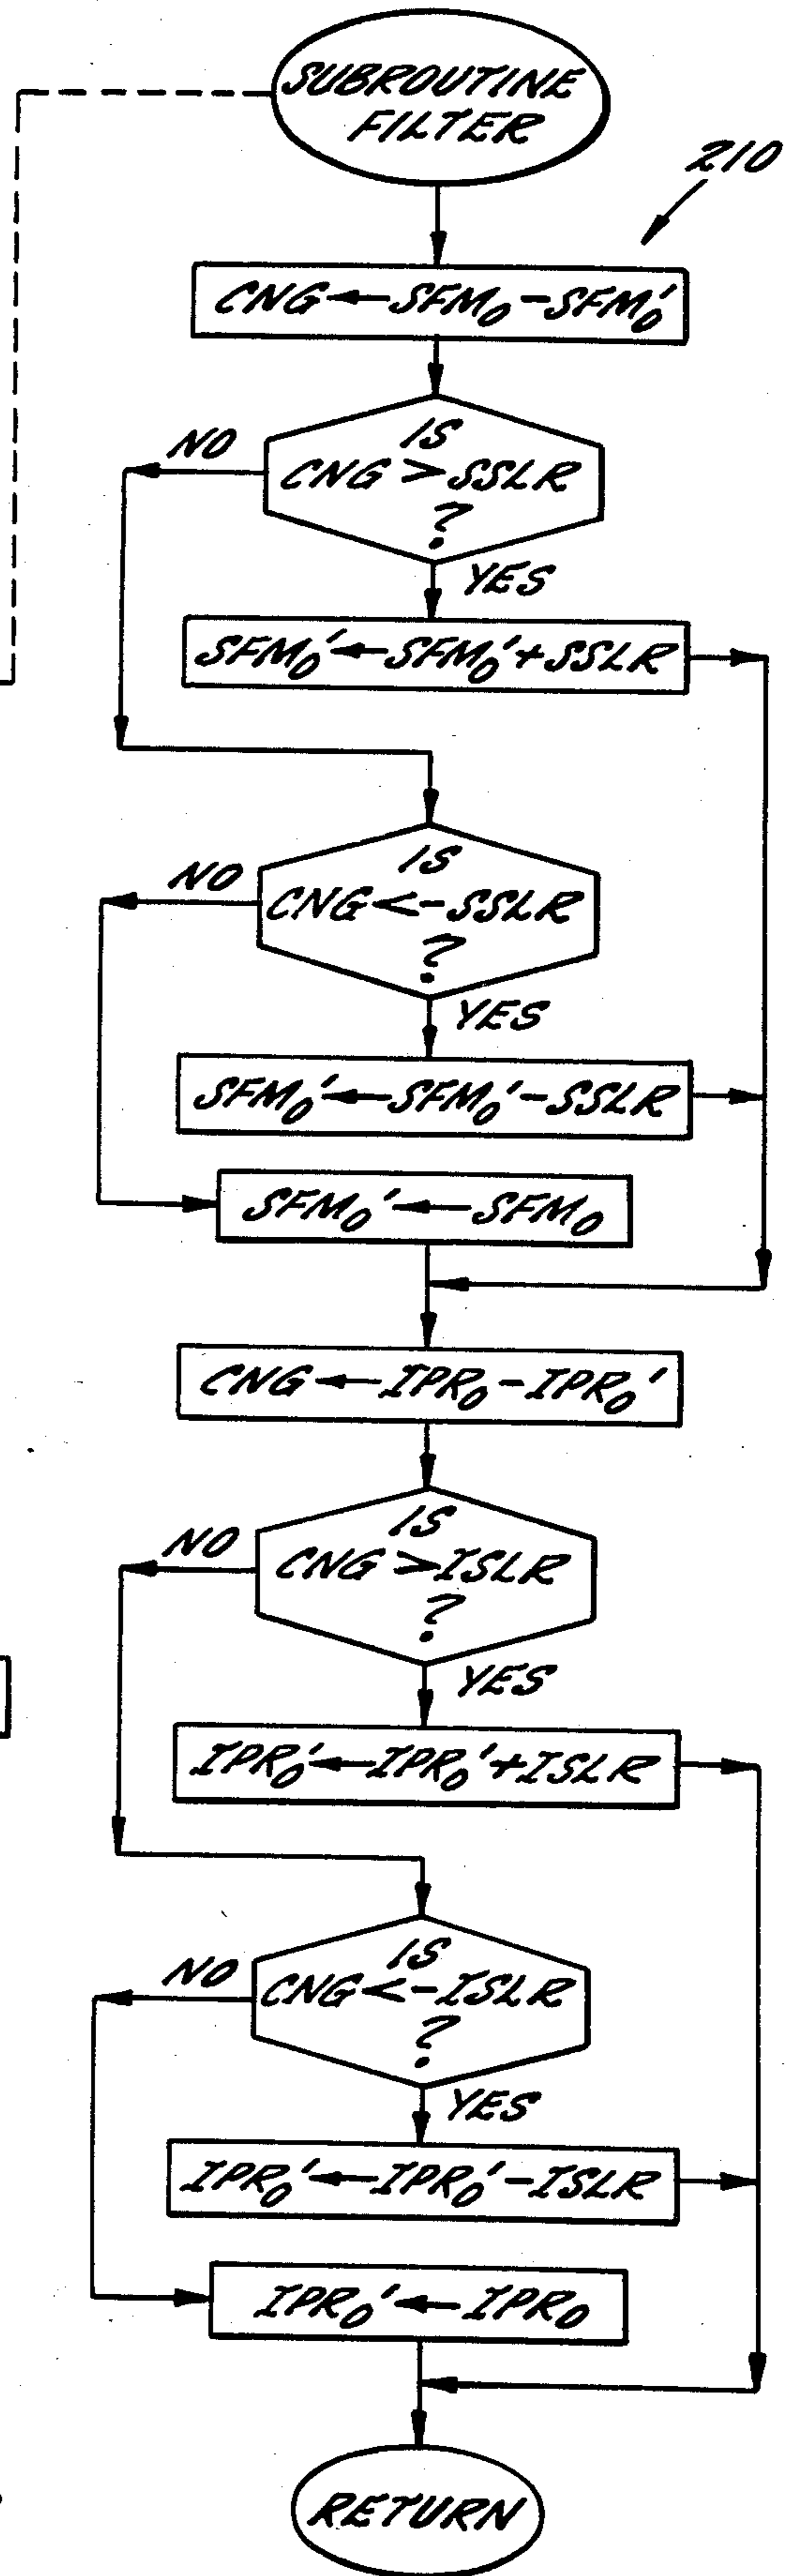 SUBROUTINE
FILTER
210
CNG←SFM₀-SFM₀'
IS
CNG>SSLR
?
NO
YES
SFM₀'←SFM₀'+SSLR
IS
CNG<-SSLR
?
NO
YES
SFM₀'←SFM₀'-SSLR
SFM₀'←SFM₀
CNG←IPR₀-IPR₀'
IS
CNG>ISLR
?
NO
YES
IPR₀'←IPR₀'+ISLR
IS
CNG<-ISLR
?
NO
YES
IPR₀'←IPR₀'-ISLR
IPR₀'←IPR₀
RETURN